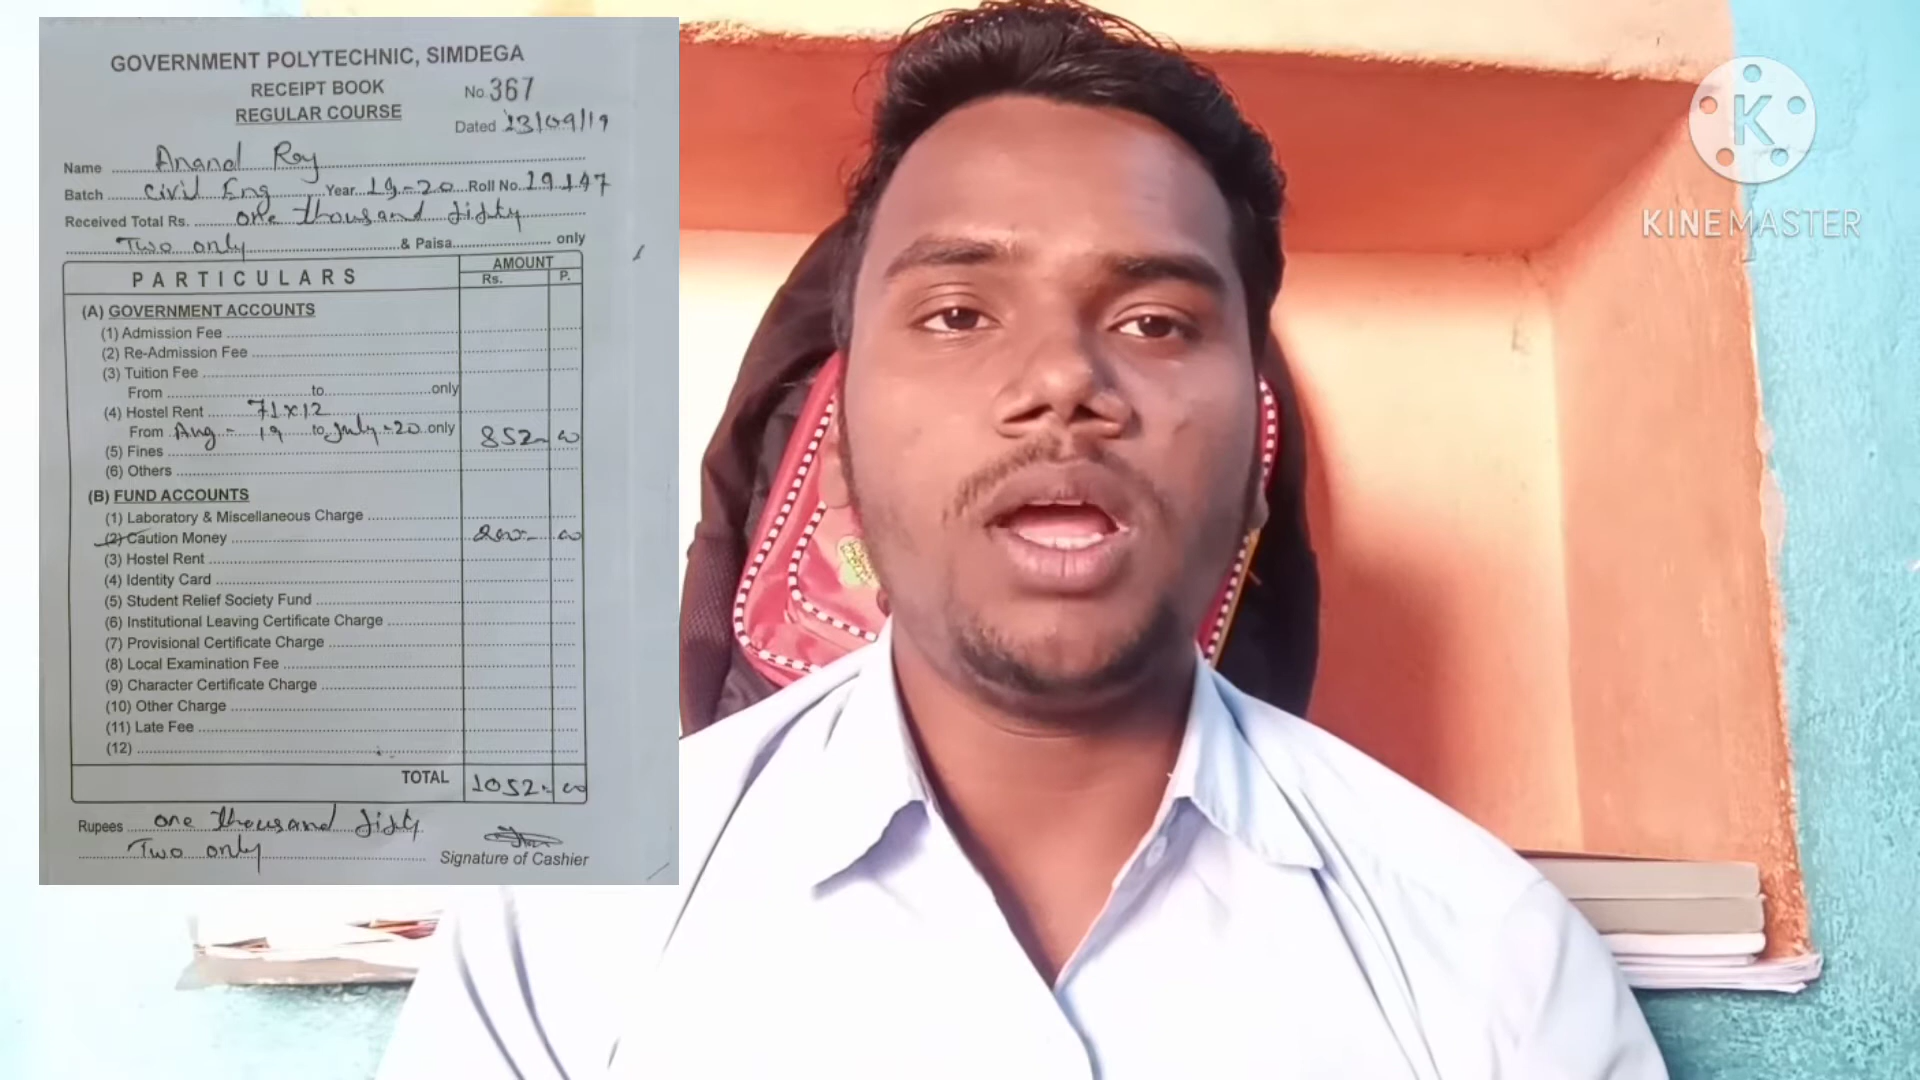 GOVERNMENT POLYTECHNIC, SIMDEGA
RECEIPT BOOK
No. 367
REGULAR COURSE
Dated 23/09/19
Name Anand Roy
Batch Civil Eng Year 19-20 Roll No. 19147
Received Total Rs. one thousand fifty
Two only & Paisa only
PARTICULARS AMOUNT
Rs. P.
(A) GOVERNMENT ACCOUNTS
(1) Admission Fee
(2) Re-Admission Fee
(3) Tuition Fee
From to only
(4) Hostel Rent 71x12
From Aug - 19 to July - 20 only 852 - 00
(5) Fines
(6) Others
(B) FUND ACCOUNTS
(1) Laboratory & Miscellaneous Charge
(2) Caution Money 200 - 00
(3) Hostel Rent
(4) Identity Card
(5) Student Relief Society Fund
(6) Institutional Leaving Certificate Charge
(7) Provisional Certificate Charge
(8) Local Examination Fee
(9) Character Certificate Charge
(10) Other Charge
(11) Late Fee
(12)
TOTAL 1052 - 00
Rupees one thousand fifty
Two only
Signature of Cashier
K
KINEMASTER